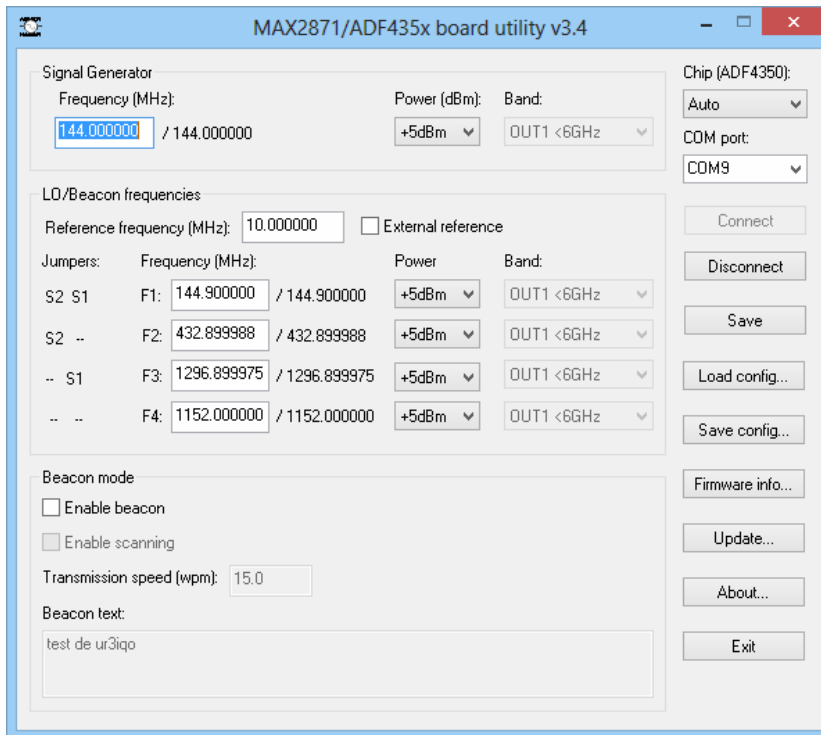 MAX2871/ADF435x board utility v3.4
Signal Generator
Frequency (MHz): Power (dBm): Band:
144.000000 / 144.000000 +5dBm OUT1 <6GHz
LO/Beacon frequencies
Reference frequency (MHz): 10.000000 External reference
Jumpers: Frequency (MHz): Power Band:
S2 S1 F1: 144.900000 / 144.900000 +5dBm OUT1 <6GHz
S2 -- F2: 432.899988 / 432.899988 +5dBm OUT1 <6GHz
-- S1 F3: 1296.899975 / 1296.899975 +5dBm OUT1 <6GHz
-- -- F4: 1152.000000 / 1152.000000 +5dBm OUT1 <6GHz
Beacon mode
Enable beacon
Enable scanning
Transmission speed (wpm): 15.0
Beacon text:
test de ur3iqo
Chip (ADF4350):
Auto
COM port:
COM9
Connect
Disconnect
Save
Load config...
Save config...
Firmware info...
Update...
About...
Exit